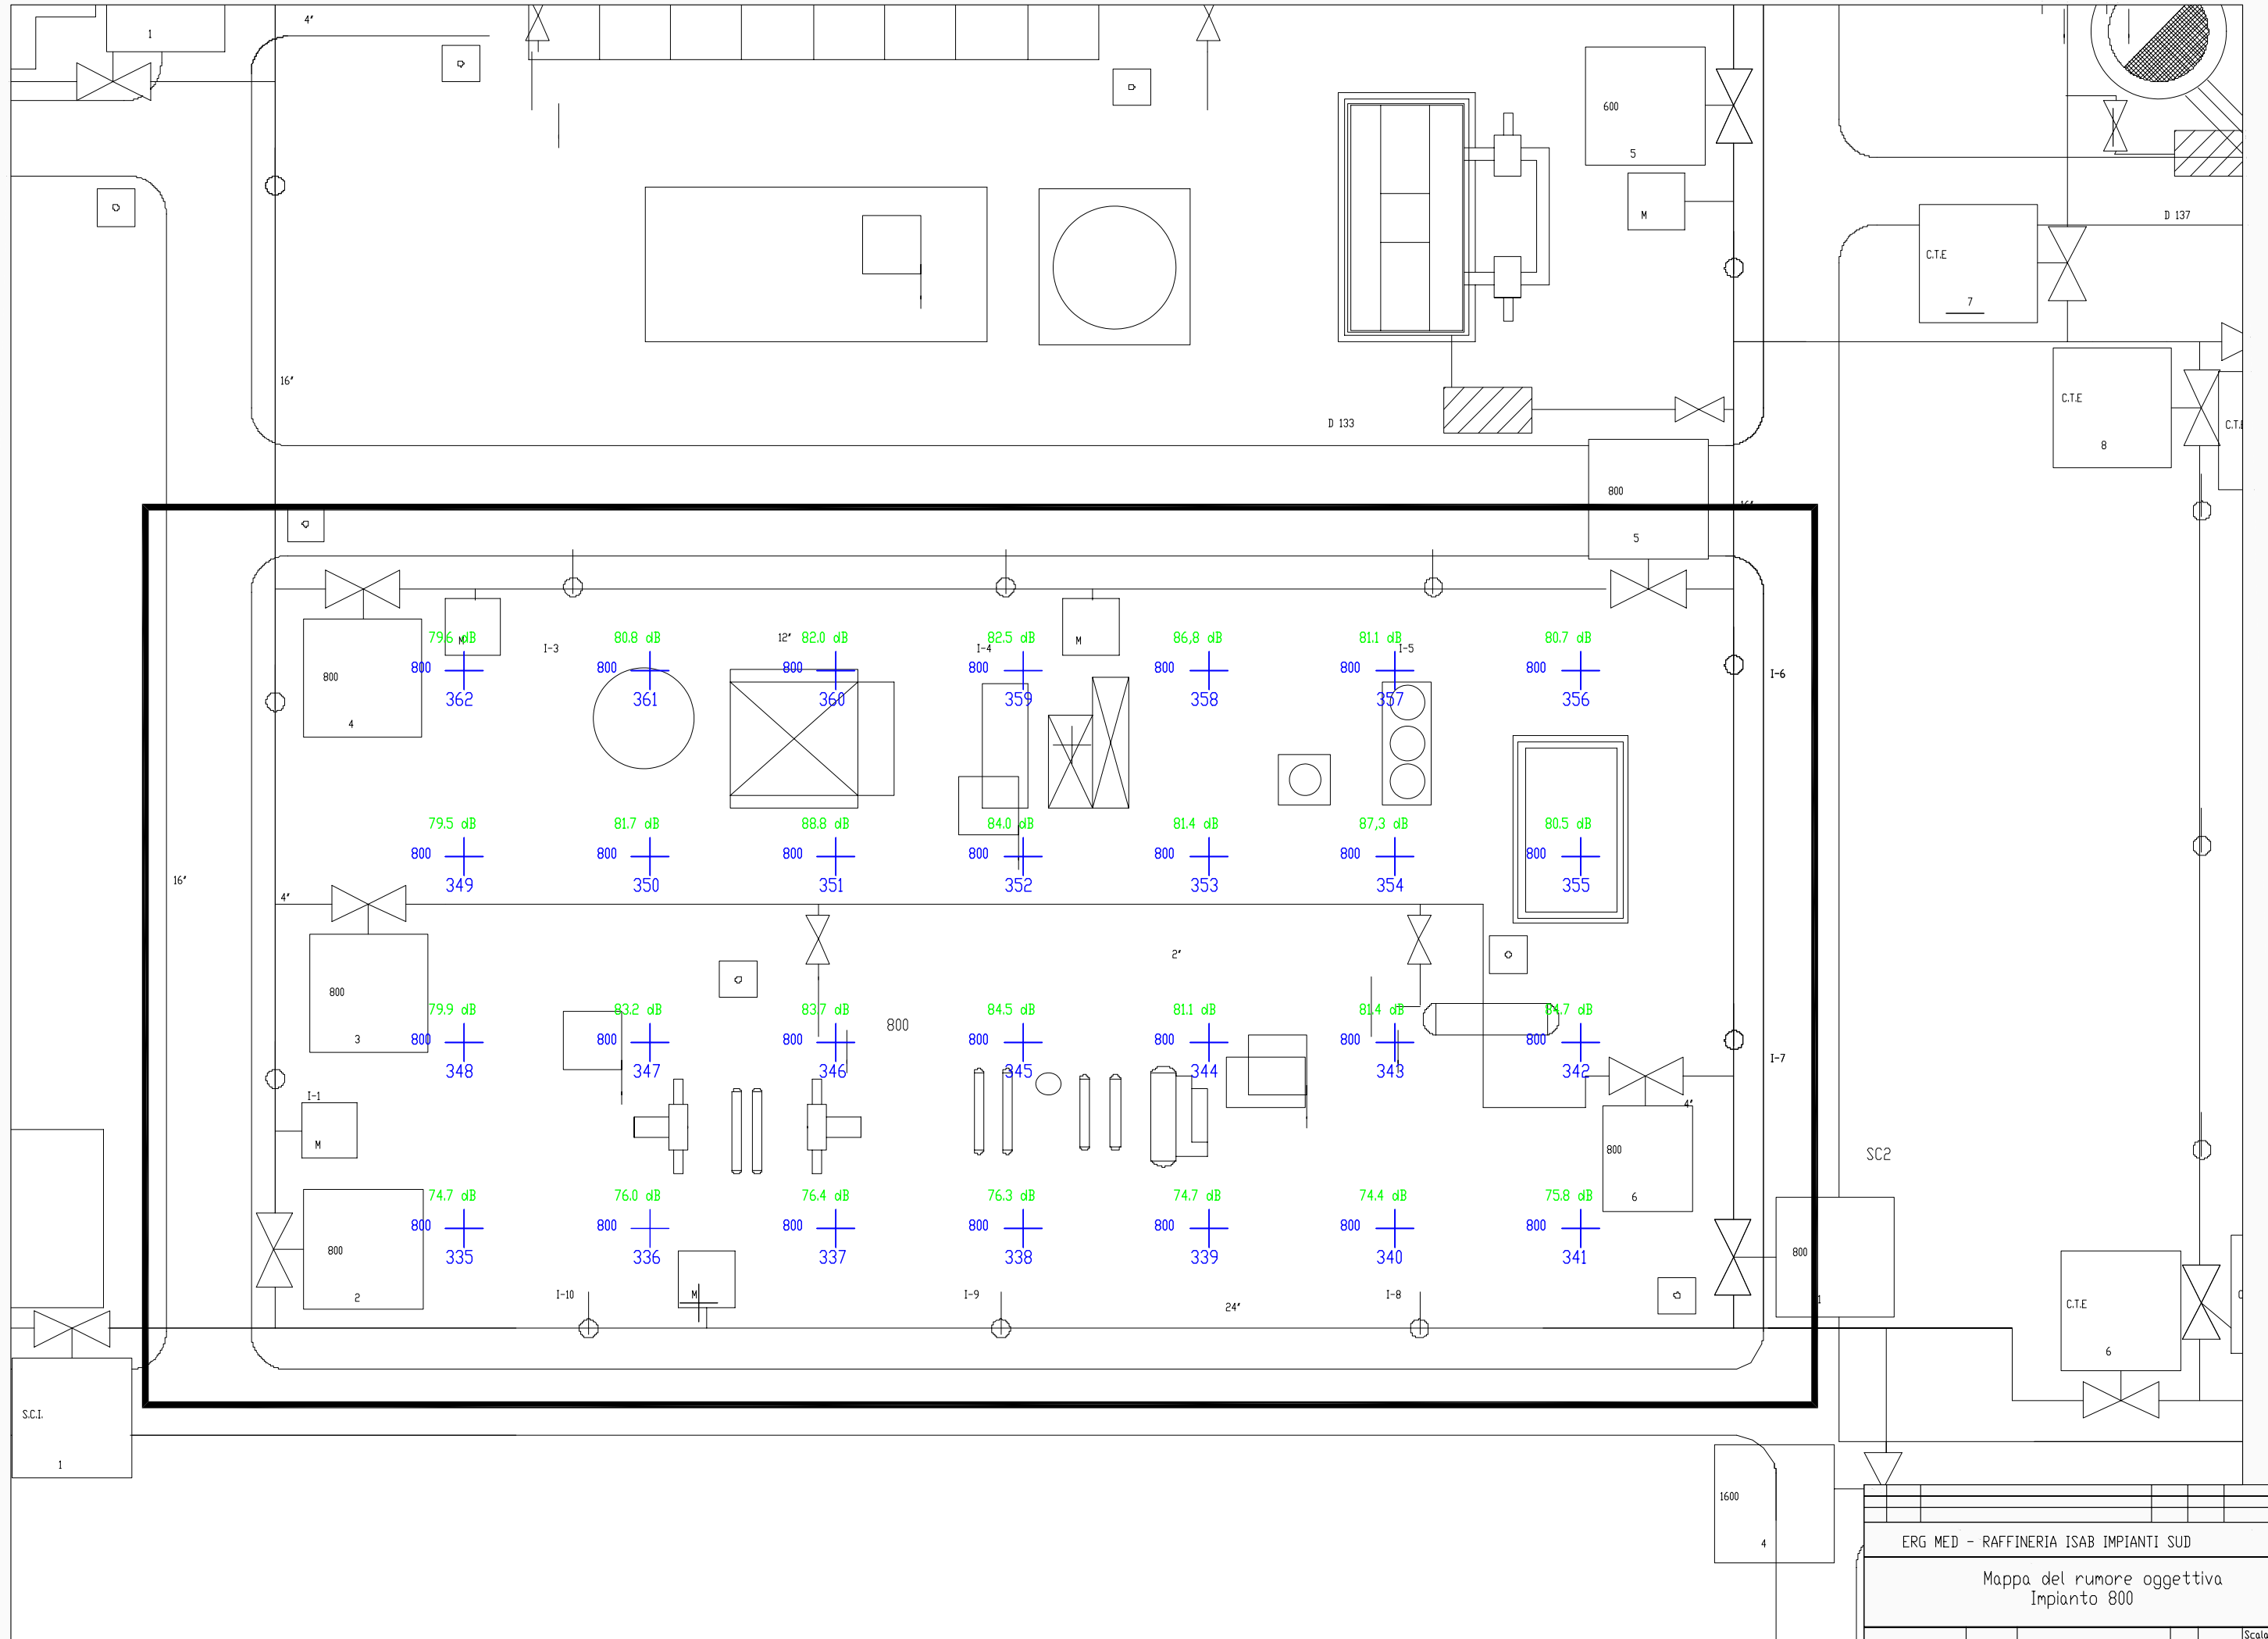 4"
1
600
5
M
D 137
C.T.E
7
16"
C.T.E
8
D 133
800
5
79.6 dB
M
80.8 dB
12"
82.0 dB
82.5 dB
M
86,8 dB
81.1 dB
80.7 dB
I-3
I-4
I-5
800
800
800
800
800
800
800
800
I-6
362
361
360
359
358
357
356
4
79.5 dB
81.7 dB
88.8 dB
84.0 dB
81.4 dB
87,3 dB
80.5 dB
800
800
800
800
800
800
800
349
350
351
352
353
354
355
16"
4"
2"
800
79.9 dB
83.2 dB
83.7 dB
84.5 dB
81.1 dB
81.4 dB
84.7 dB
800
3
800
800
800
800
800
800
800
348
347
346
345
344
343
342
I-7
I-1
M
4"
800
6
SC2
74.7 dB
76.0 dB
76.4 dB
76.3 dB
74.7 dB
74.4 dB
75.8 dB
800
800
800
800
800
800
800
335
336
337
338
339
340
341
800
2
800
1
I-10
M
I-9
24"
I-8
C.T.E
6
S.C.I.
1
1600
4
ERG MED - RAFFINERIA ISAB IMPIANTI SUD
Mappa del rumore oggettiva
Impianto 800